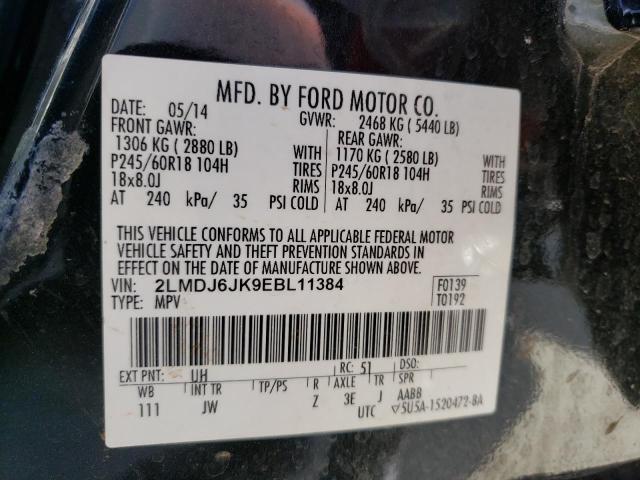 MFD. BY FORD MOTOR CO.
DATE: 05/14 GVWR: 2468 KG ( 5440 LB)
FRONT GAWR: REAR GAWR:
1306 KG ( 2880 LB) WITH 1170 KG ( 2580 LB) WITH
P245/60R18 104H TIRES P245/60R18 104H TIRES
18x8.0J RIMS 18x8.0J RIMS
AT 240 kPa/ 35 PSI COLD AT 240 kPa/ 35 PSI COLD
THIS VEHICLE CONFORMS TO ALL APPLICABLE FEDERAL MOTOR
VEHICLE SAFETY AND THEFT PREVENTION STANDARDS
IN EFFECT ON THE DATE OF MANUFACTURE SHOWN ABOVE.
VIN: 2LMDJ6JK9EBL11384 F0139
TYPE: MPV T0192
EXT PNT: UH RC: 51 DSO:
WB INT TR TP/PS R AXLE TR SPR
111 JW Z 3E J AABB
UTC 5U5A-1520472-BA